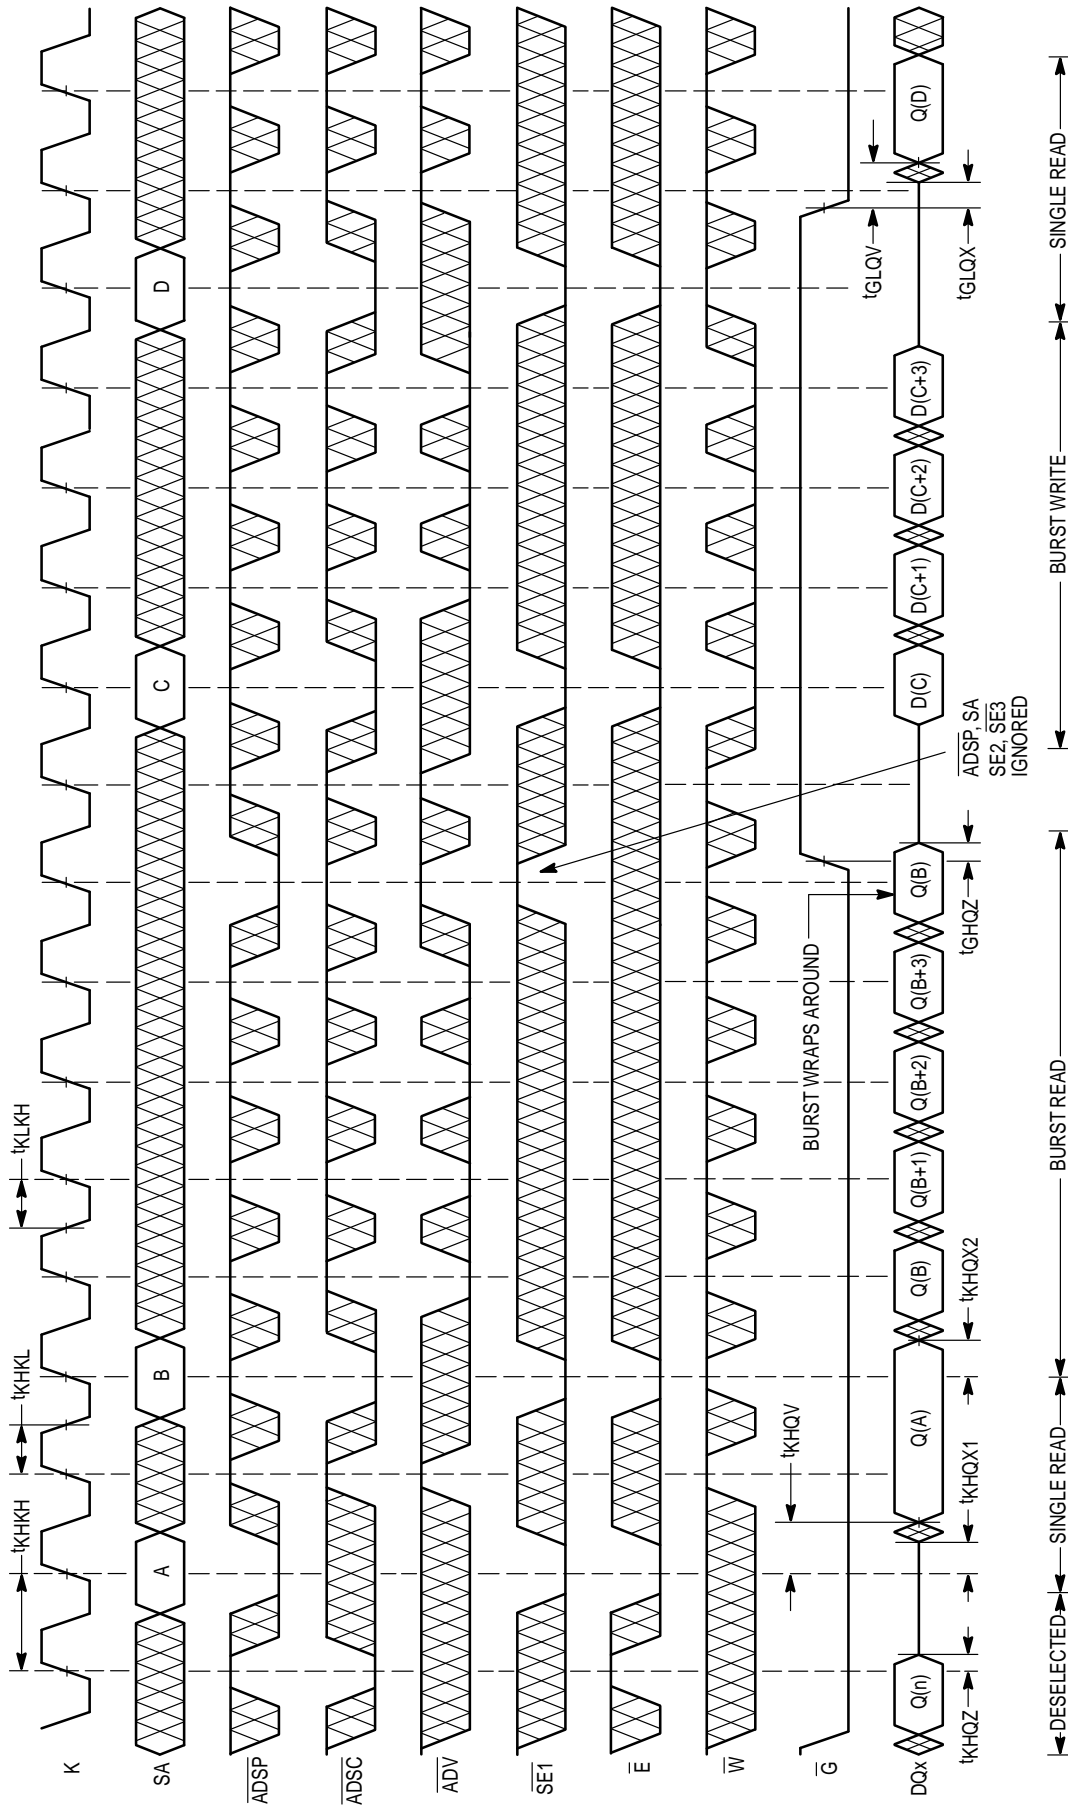 tKHKH
tKHKL
tKLKH
K
SA
A
B
C
D
ADSP
ADSC
ADV
SE1
E
W
G
tKHQV
BURST WRAPS AROUND
tGLQV
DQx
Q(n)
Q(A)
Q(B)
Q(B+1)
Q(B+2)
Q(B+3)
Q(B)
D(C)
D(C+1)
D(C+2)
D(C+3)
Q(D)
tKHQZ
tKHQX1
tKHQX2
tGHQZ
ADSP, SA
SE2, SE3
IGNORED
tGLQX
DESELECTED
SINGLE READ
BURST READ
BURST WRITE
SINGLE READ